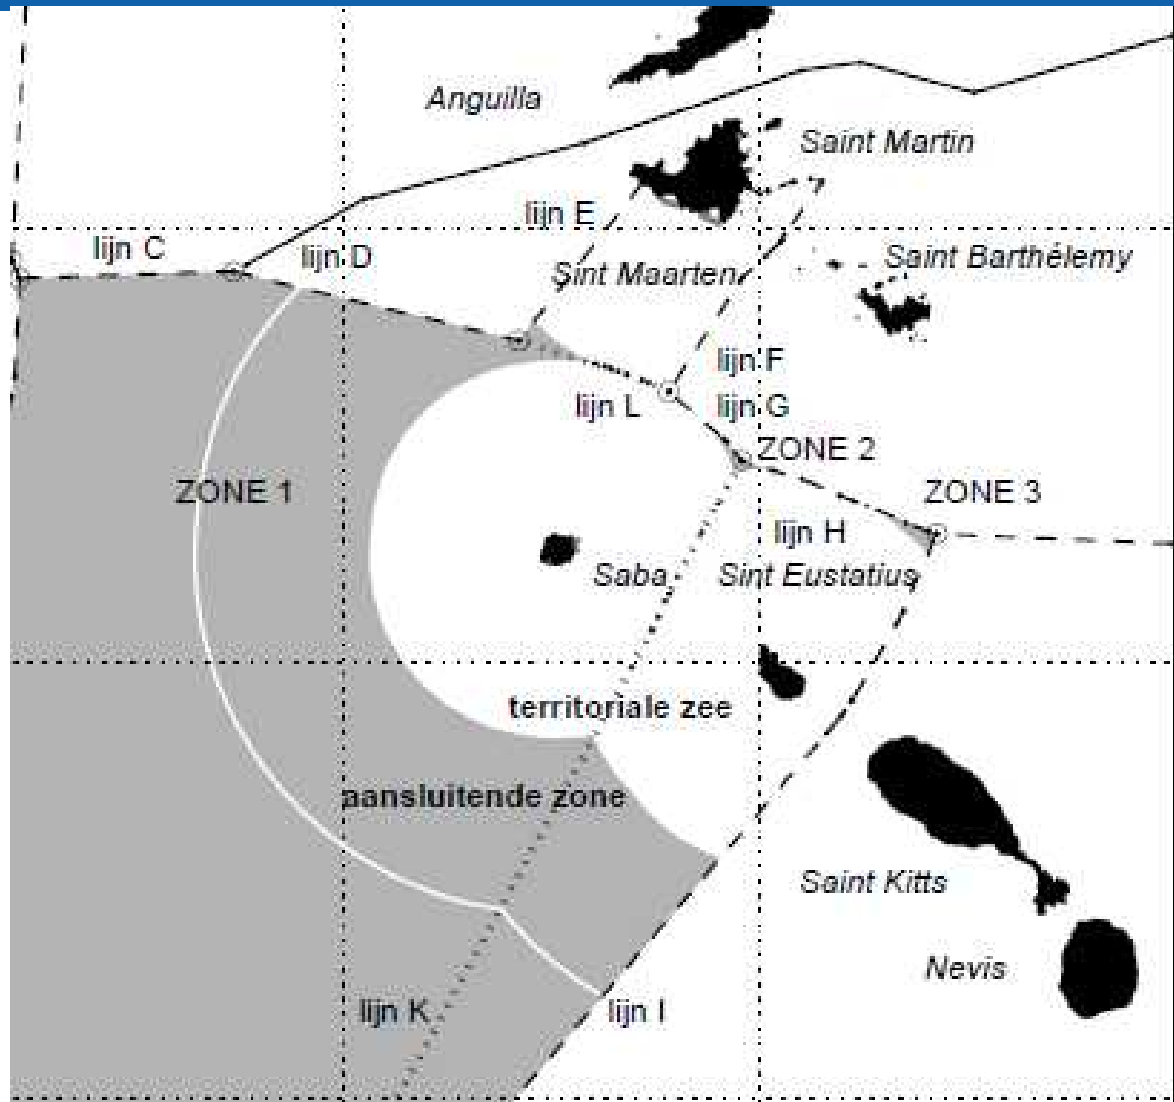 Anguilla
Saint Martin
lijn E
lijn C
lijn D
Sint Maarten
Saint Barthélemy
lijn F
lijn L
lijn G
ZONE 2
ZONE 1
ZONE 3
lijn H
Saba
Sint Eustatius
territoriale zee
aansluitende zone
Saint Kitts
Nevis
lijn K
lijn I